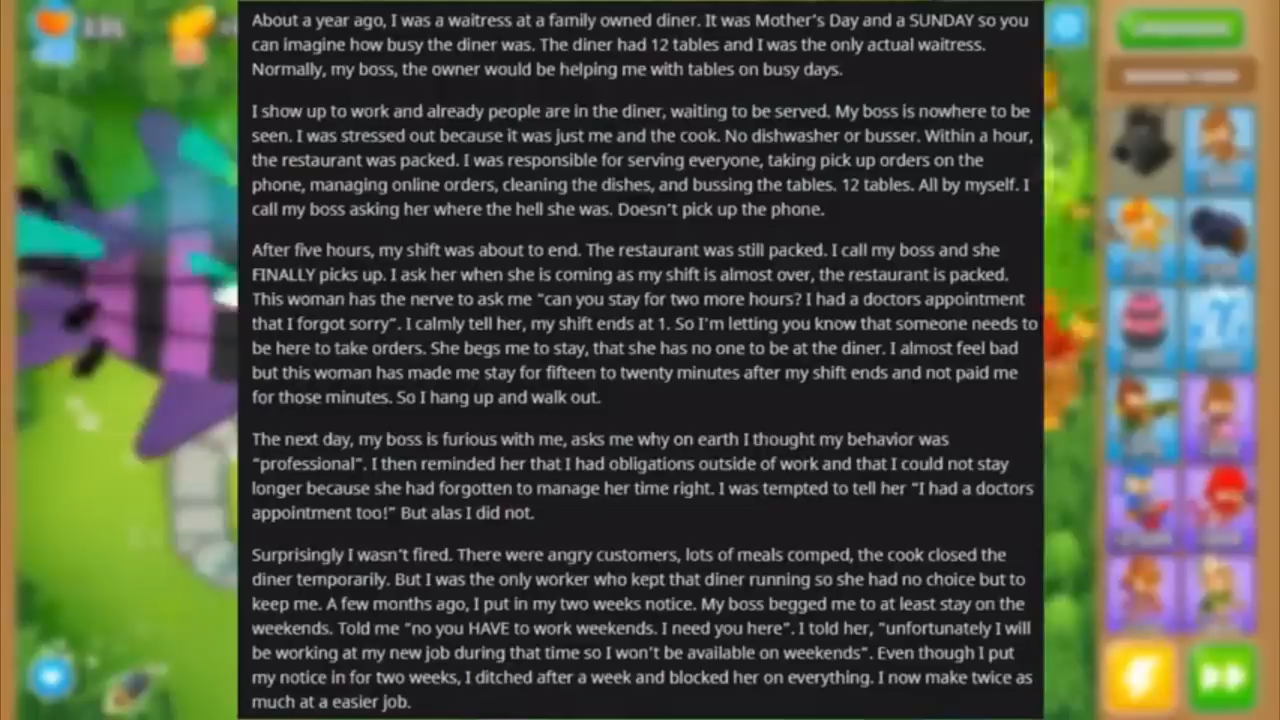 About a year ago, I was a waitress at a family owned diner. It was Mother's Day and a SUNDAY so you
can imagine how busy the diner was. The diner had 12 tables and I was the only actual waitress.
Normally, my boss, the owner would be helping me with tables on busy days.
I show up to work and already people are in the diner, waiting to be served. My boss is nowhere to be
seen. I was stressed out because it was just me and the cook. No dishwasher or busser. Within a hour,
the restaurant was packed. I was responsible for serving everyone, taking pick up orders on the
phone, managing online orders, cleaning the dishes, and bussing the tables. 12 tables. All by myself. I
call my boss asking her where the hell she was. Doesn't pick up the phone.
After five hours, my shift was about to end. The restaurant was still packed. I call my boss and she
FINALLY picks up. I ask her when she is coming as my shift is almost over, the restaurant is packed.
This woman has the nerve to ask me "can you stay for two more hours? I had a doctors appointment
that I forgot sorry". I calmly tell her, my shift ends at 1. So I'm letting you know that someone needs to
be here to take orders. She begs me to stay, that she has no one to be at the diner. I almost feel bad
but this woman has made me stay for fifteen to twenty minutes after my shift ends and not paid me
for those minutes. So I hang up and walk out.
The next day, my boss is furious with me, asks me why on earth I thought my behavior was
"professional". I then reminded her that I had obligations outside of work and that I could not stay
longer because she had forgotten to manage her time right. I was tempted to tell her "I had a doctors
appointment too!" But alas I did not.
Surprisingly I wasn't fired. There were angry customers, lots of meals comped, the cook closed the
diner temporarily. But I was the only worker who kept that diner running so she had no choice but to
keep me. A few months ago, I put in my two weeks notice. My boss begged me to at least stay on the
weekends. Told me "no you HAVE to work weekends. I need you here". I told her, "unfortunately I will
be working at my new job during that time so I won't be available on weekends". Even though I put
my notice in for two weeks, I ditched after a week and blocked her on everything. I now make twice as
much at a easier job.